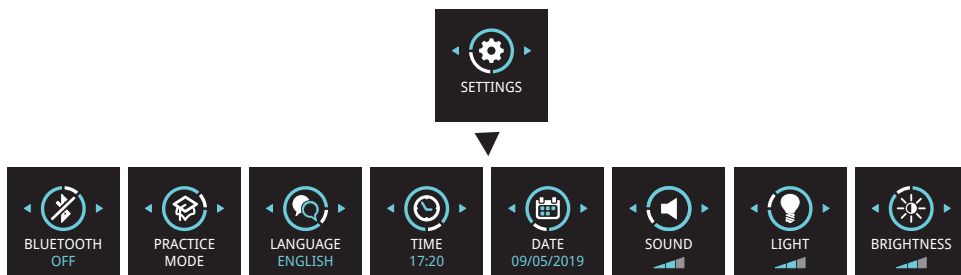 SETTINGS
BLUETOOTH
OFF
PRACTICE
MODE
LANGUAGE
ENGLISH
TIME
17:20
DATE
09/05/2019
SOUND
LIGHT
BRIGHTNESS